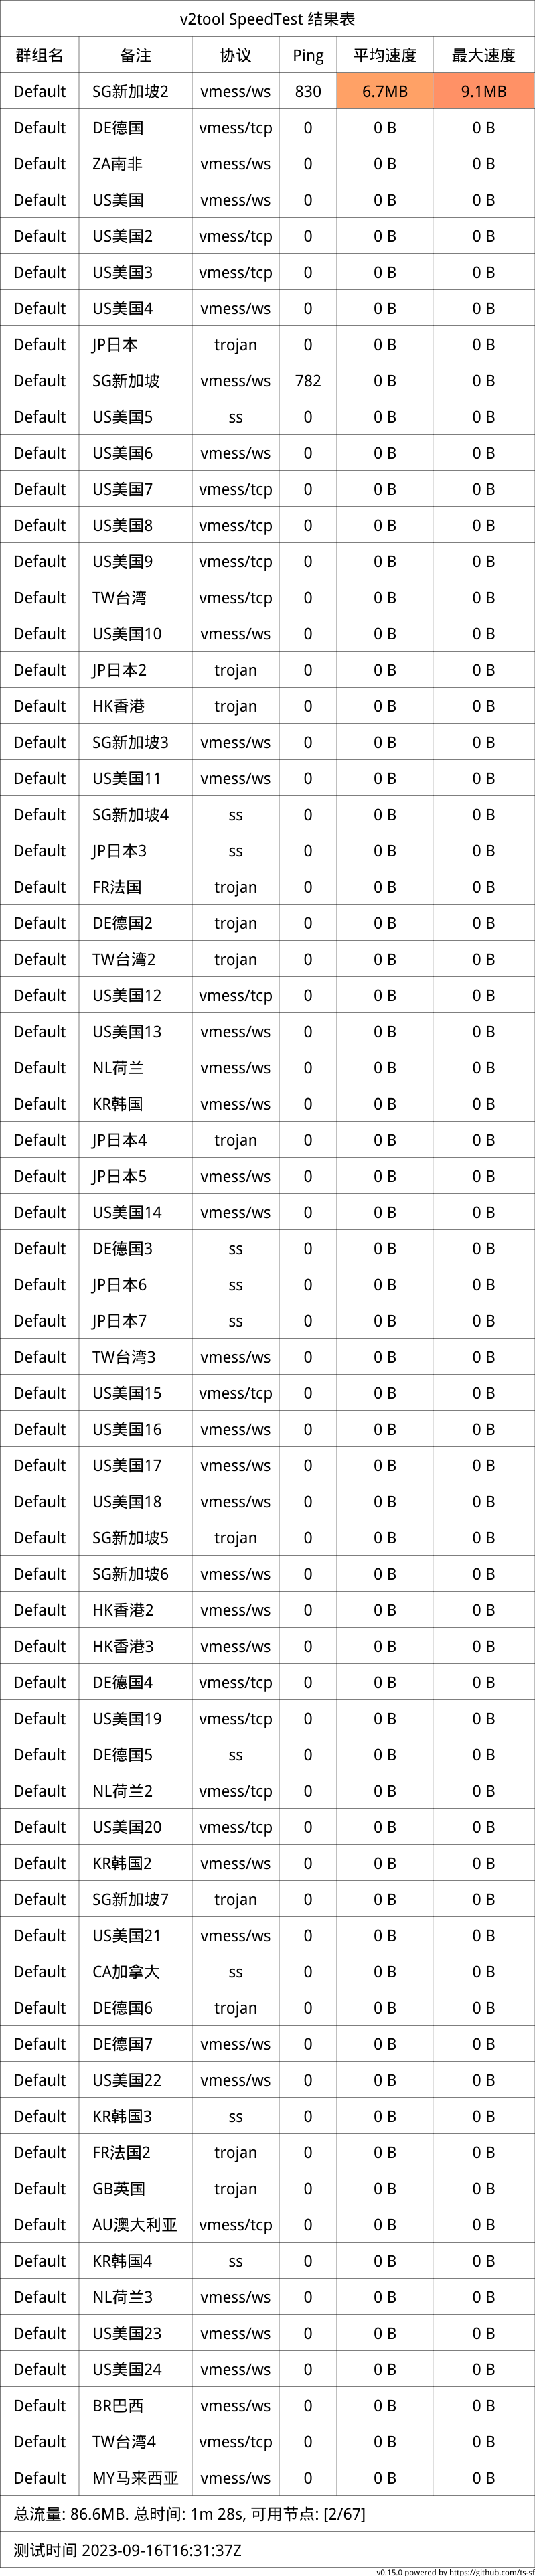 v2tool SpeedTest 结果表
群组名 备注 协议 Ping 平均速度 最大速度
Default SG新加坡2 vmess/ws 830 6.7MB 9.1MB
Default DE德国 vmess/tcp 0 0 B 0 B
Default ZA南非 vmess/ws 0 0 B 0 B
Default US美国 vmess/ws 0 0 B 0 B
Default US美国2 vmess/tcp 0 0 B 0 B
Default US美国3 vmess/tcp 0 0 B 0 B
Default US美国4 vmess/ws 0 0 B 0 B
Default JP日本 trojan 0 0 B 0 B
Default SG新加坡 vmess/ws 782 0 B 0 B
Default US美国5 ss 0 0 B 0 B
Default US美国6 vmess/ws 0 0 B 0 B
Default US美国7 vmess/tcp 0 0 B 0 B
Default US美国8 vmess/tcp 0 0 B 0 B
Default US美国9 vmess/tcp 0 0 B 0 B
Default TW台湾 vmess/tcp 0 0 B 0 B
Default US美国10 vmess/ws 0 0 B 0 B
Default JP日本2 trojan 0 0 B 0 B
Default HK香港 trojan 0 0 B 0 B
Default SG新加坡3 vmess/ws 0 0 B 0 B
Default US美国11 vmess/ws 0 0 B 0 B
Default SG新加坡4 ss 0 0 B 0 B
Default JP日本3 ss 0 0 B 0 B
Default FR法国 trojan 0 0 B 0 B
Default DE德国2 trojan 0 0 B 0 B
Default TW台湾2 trojan 0 0 B 0 B
Default US美国12 vmess/tcp 0 0 B 0 B
Default US美国13 vmess/ws 0 0 B 0 B
Default NL荷兰 vmess/ws 0 0 B 0 B
Default KR韩国 vmess/ws 0 0 B 0 B
Default JP日本4 trojan 0 0 B 0 B
Default JP日本5 vmess/ws 0 0 B 0 B
Default US美国14 vmess/ws 0 0 B 0 B
Default DE德国3 ss 0 0 B 0 B
Default JP日本6 ss 0 0 B 0 B
Default JP日本7 ss 0 0 B 0 B
Default TW台湾3 vmess/ws 0 0 B 0 B
Default US美国15 vmess/tcp 0 0 B 0 B
Default US美国16 vmess/ws 0 0 B 0 B
Default US美国17 vmess/ws 0 0 B 0 B
Default US美国18 vmess/ws 0 0 B 0 B
Default SG新加坡5 trojan 0 0 B 0 B
Default SG新加坡6 vmess/ws 0 0 B 0 B
Default HK香港2 vmess/ws 0 0 B 0 B
Default HK香港3 vmess/ws 0 0 B 0 B
Default DE德国4 vmess/tcp 0 0 B 0 B
Default US美国19 vmess/tcp 0 0 B 0 B
Default DE德国5 ss 0 0 B 0 B
Default NL荷兰2 vmess/tcp 0 0 B 0 B
Default US美国20 vmess/tcp 0 0 B 0 B
Default KR韩国2 vmess/ws 0 0 B 0 B
Default SG新加坡7 trojan 0 0 B 0 B
Default US美国21 vmess/ws 0 0 B 0 B
Default CA加拿大 ss 0 0 B 0 B
Default DE德国6 trojan 0 0 B 0 B
Default DE德国7 vmess/ws 0 0 B 0 B
Default US美国22 vmess/ws 0 0 B 0 B
Default KR韩国3 ss 0 0 B 0 B
Default FR法国2 trojan 0 0 B 0 B
Default GB英国 trojan 0 0 B 0 B
Default AU澳大利亚 vmess/tcp 0 0 B 0 B
Default KR韩国4 ss 0 0 B 0 B
Default NL荷兰3 vmess/ws 0 0 B 0 B
Default US美国23 vmess/ws 0 0 B 0 B
Default US美国24 vmess/ws 0 0 B 0 B
Default BR巴西 vmess/ws 0 0 B 0 B
Default TW台湾4 vmess/tcp 0 0 B 0 B
Default MY马来西亚 vmess/ws 0 0 B 0 B
总流量: 86.6MB. 总时间: 1m 28s, 可用节点: [2/67]
测试时间 2023-09-16T16:31:37Z
v0.15.0 powered by https://github.com/ts-sf